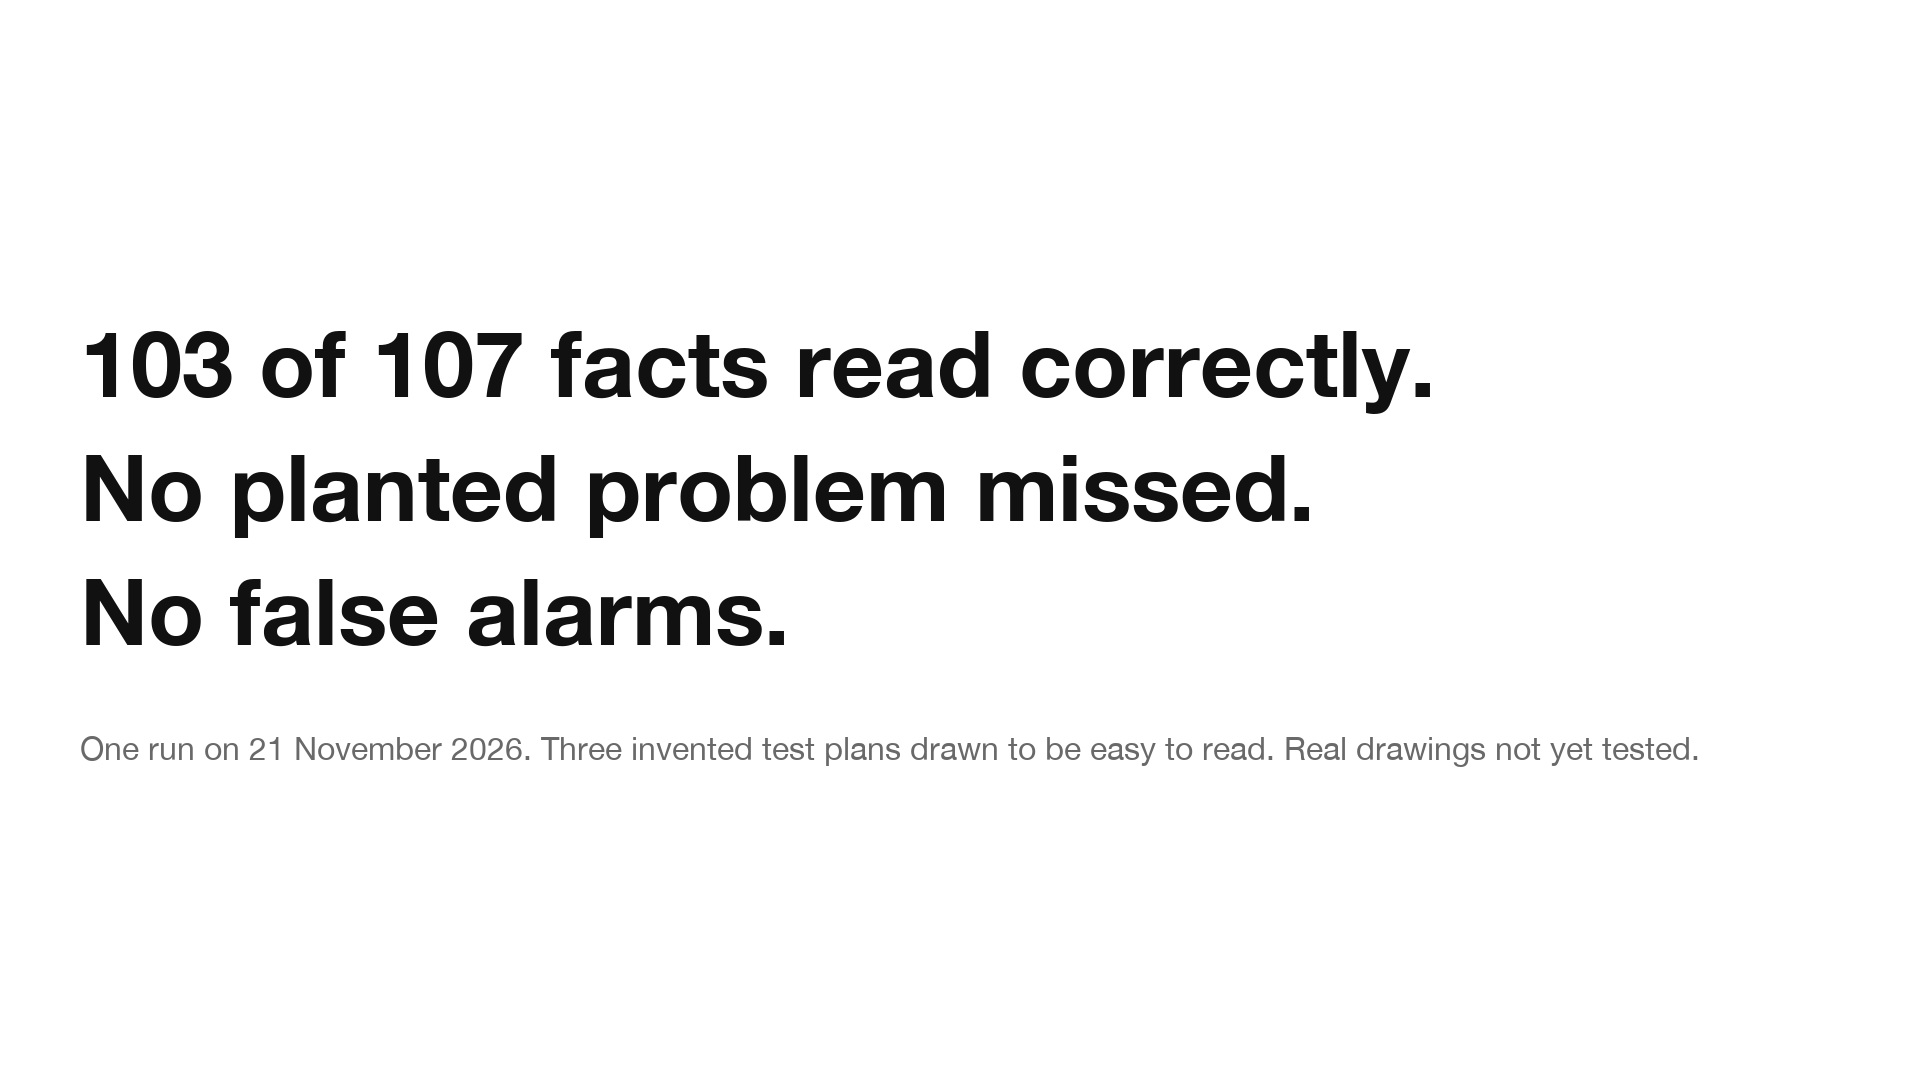 103 of 107 facts read correctly.
No planted problem missed.
No false alarms.
One run on 21 November 2026. Three invented test plans drawn to be easy to read. Real drawings not yet tested.